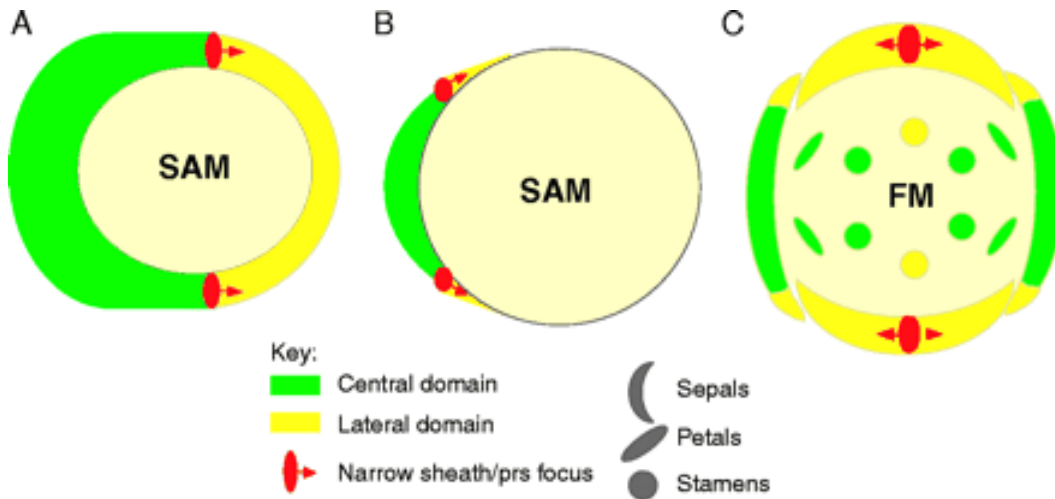 A
B
C
SAM
SAM
FM
Key:
Central domain
Lateral domain
Narrow sheath/prs focus
Sepals
Petals
Stamens